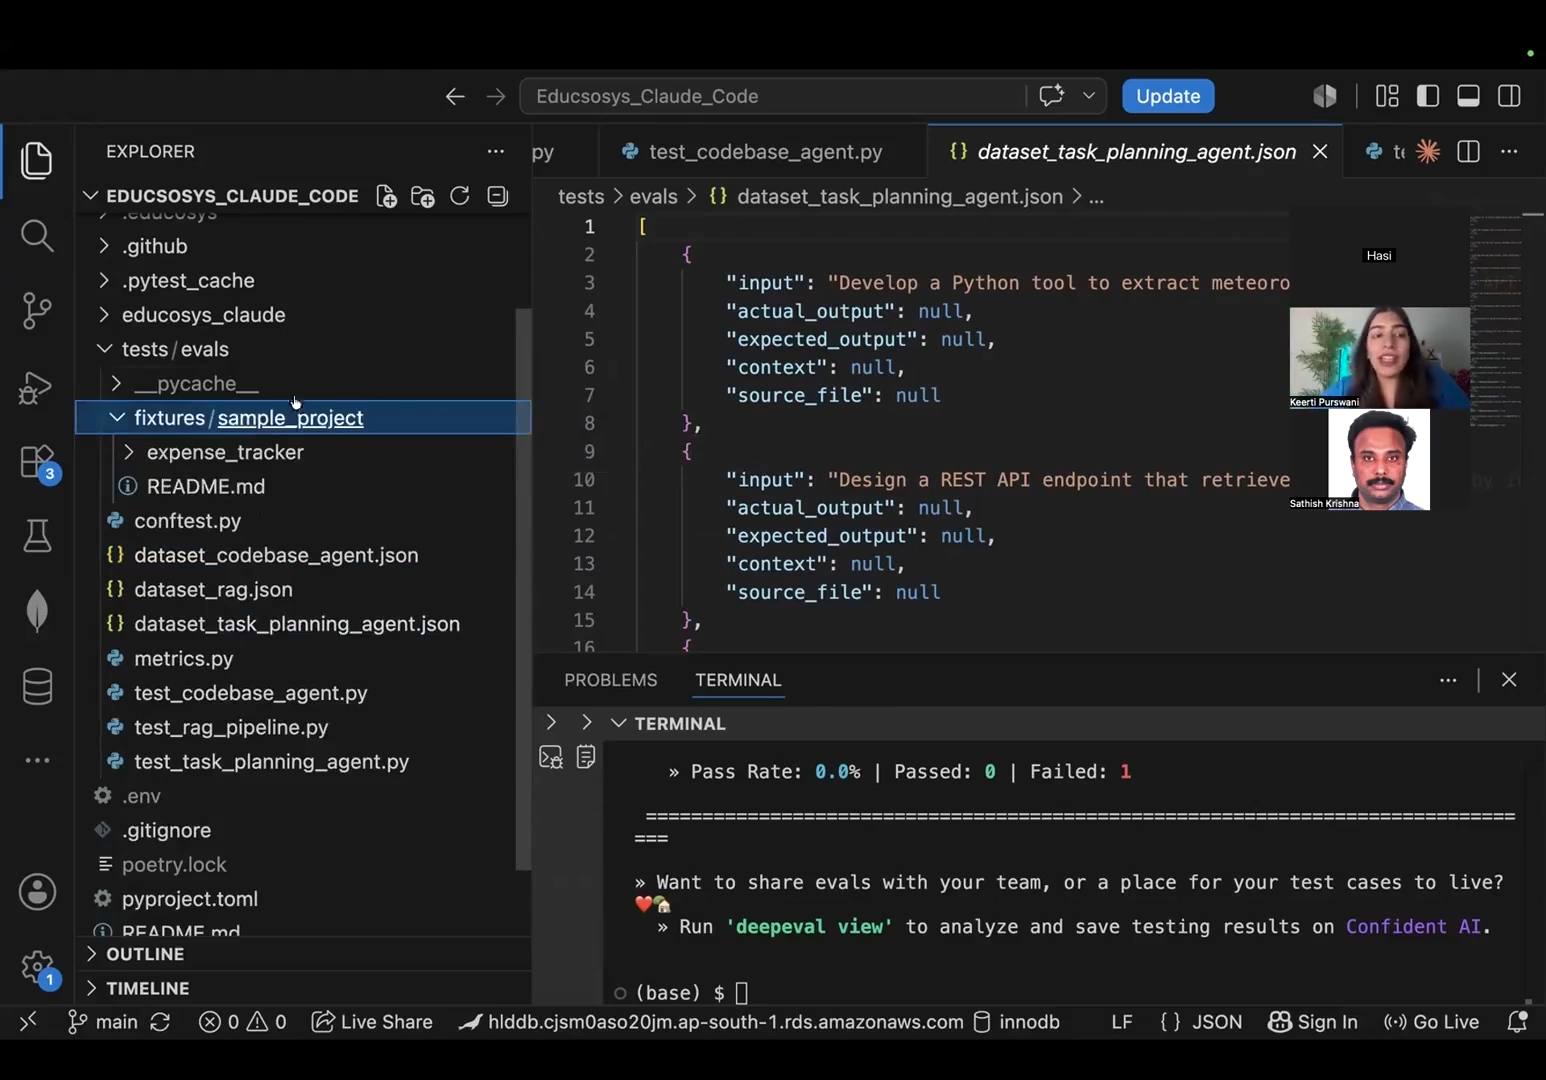 Educsosys_Claude_Code
Update
EXPLORER
EDUCSOSYS_CLAUDE_CODE
.educosys
.github
.pytest_cache
educosys_claude
tests/evals
__pycache__
fixtures/sample_project
expense_tracker
README.md
conftest.py
{} dataset_codebase_agent.json
{} dataset_rag.json
{} dataset_task_planning_agent.json
metrics.py
test_codebase_agent.py
test_rag_pipeline.py
test_task_planning_agent.py
.env
.gitignore
poetry.lock
pyproject.toml
README.md
OUTLINE
TIMELINE
3
1
py
test_codebase_agent.py
{} dataset_task_planning_agent.json
te
tests > evals > {} dataset_task_planning_agent.json > ...
1 [
2 {
3 "input": "Develop a Python tool to extract meteoro
4 "actual_output": null,
5 "expected_output": null,
6 "context": null,
7 "source_file": null
8 },
9 {
10 "input": "Design a REST API endpoint that retrieve
11 "actual_output": null,
12 "expected_output": null,
13 "context": null,
14 "source_file": null
15 },
16 {
Hasi
Keerti Purswani
Sathish Krishna
PROBLEMS
TERMINAL
TERMINAL
» Pass Rate: 0.0% | Passed: 0 | Failed: 1
================================================================================
===
» Want to share evals with your team, or a place for your test cases to live?
❤️🏡
» Run 'deepeval view' to analyze and save testing results on Confident AI.
(base) $
main
0
0
Live Share
hlddb.cjsm0aso20jm.ap-south-1.rds.amazonaws.com
innodb
LF
{} JSON
Sign In
Go Live